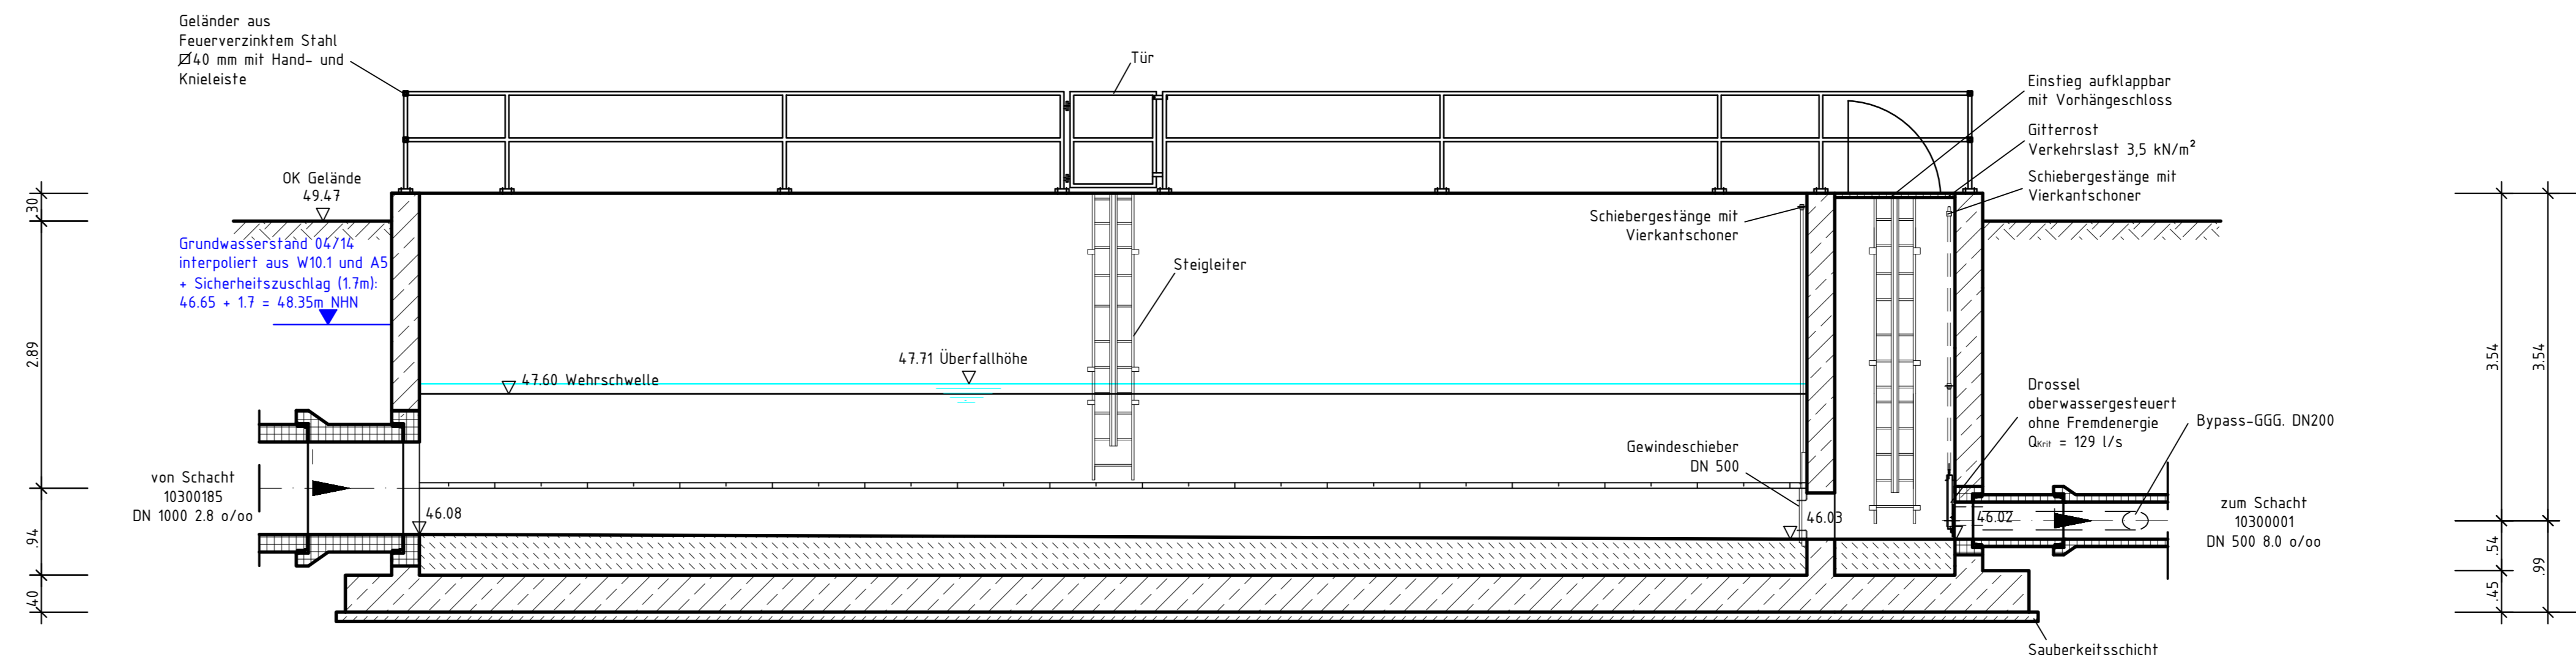 Geländer aus
Feuerverzinktem Stahl
⌀40 mm mit Hand- und
Knieleiste
Tür
Einstieg aufklappbar
mit Vorhängeschloss
Gitterrost
Verkehrslast 3,5 kN/m²
Schiebergestänge mit
Vierkantschoner
OK Gelände
49.47
Schiebergestänge mit
Vierkantschoner
Grundwasserstand 04/14
interpoliert aus W10.1 und A5
+ Sicherheitszuschlag (1.7m):
46.65 + 1.7 = 48.35m NHN
Steigleiter
47.71 Überfallhöhe
47.60 Wehrschwelle
Drossel
oberwassergesteuert
ohne Fremdenergie
QKrit = 129 l/s
Bypass-GGG. DN200
Gewindeschieber
DN 500
von Schacht
10300185
DN 1000 2.8 o/oo
46.08
46.03
46.02
zum Schacht
10300001
DN 500 8.0 o/oo
Sauberkeitsschicht
.30
2.89
.94
.40
3.54
.54
.45
3.54
.99